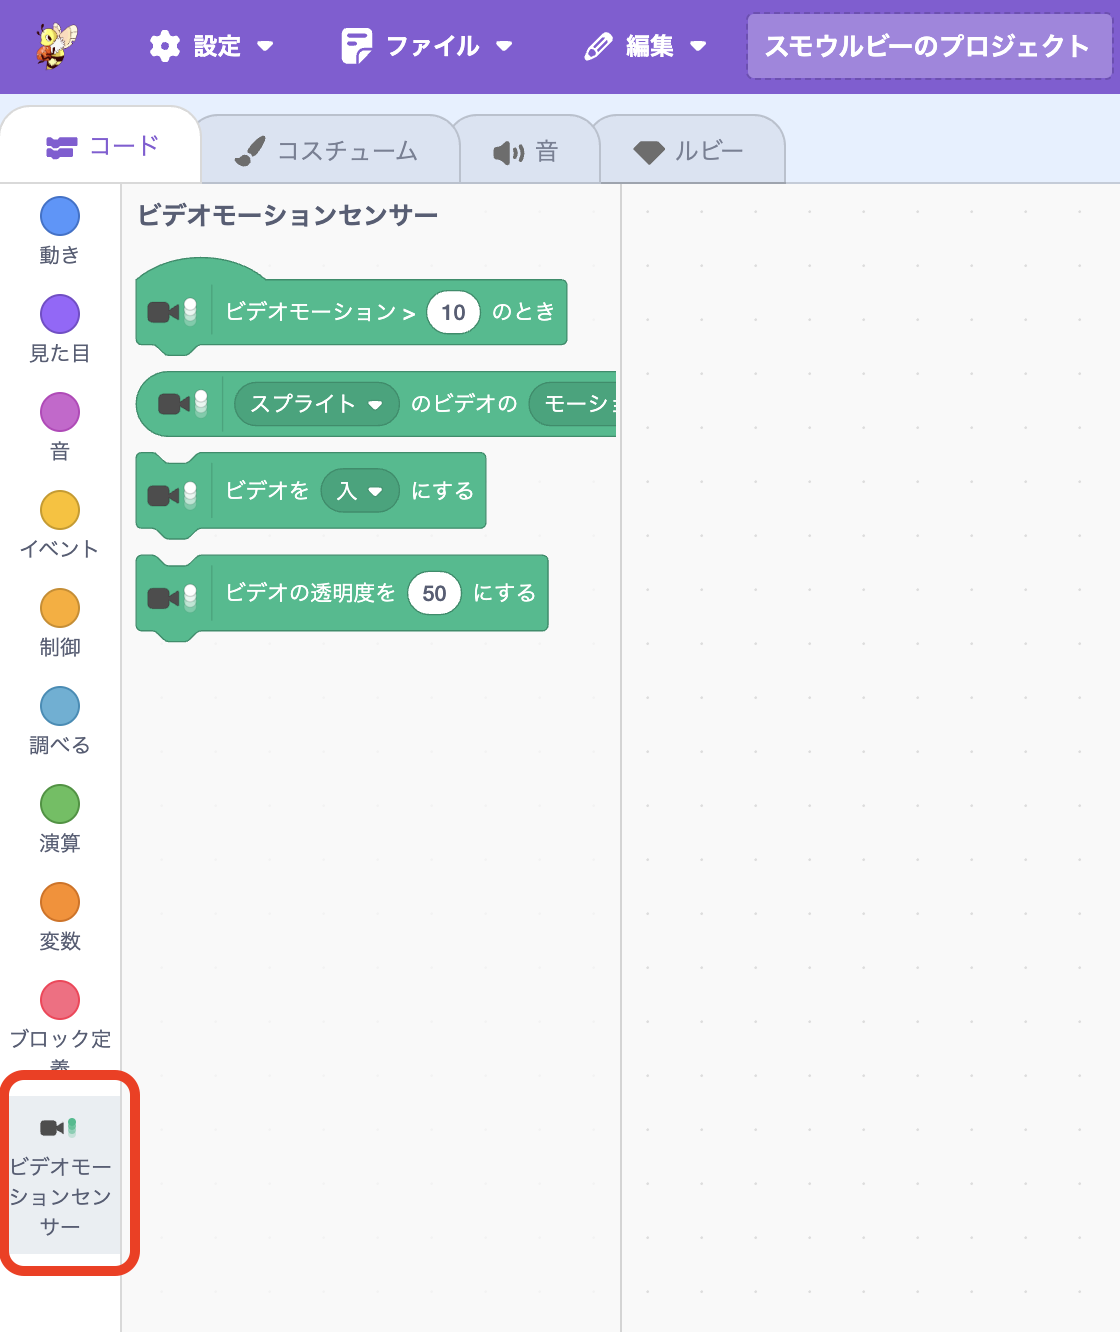 設定 ファイル 編集 スモウルビーのプロジェクト
コード コスチューム 音 ルビー
動き
見た目
音
イベント
制御
調べる
演算
変数
ブロック定
義
ビデオモー
ションセン
サー
ビデオモーションセンサー
ビデオモーション > 10 のとき
スプライト のビデオの モーショ
ビデオを 入 にする
ビデオの透明度を 50 にする